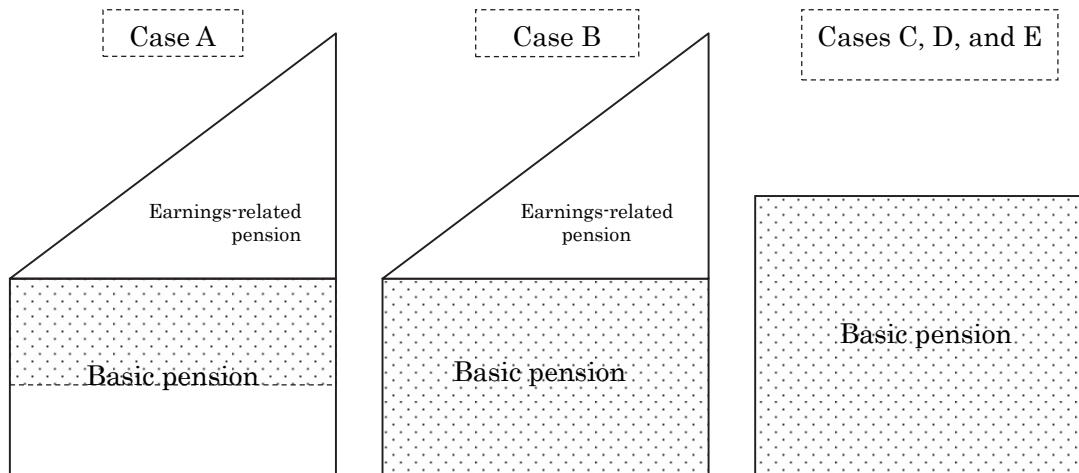 Case A
Case B
Cases C, D, and E
Earnings-related
pension
Earnings-related
pension
Basic pension
Basic pension
Basic pension